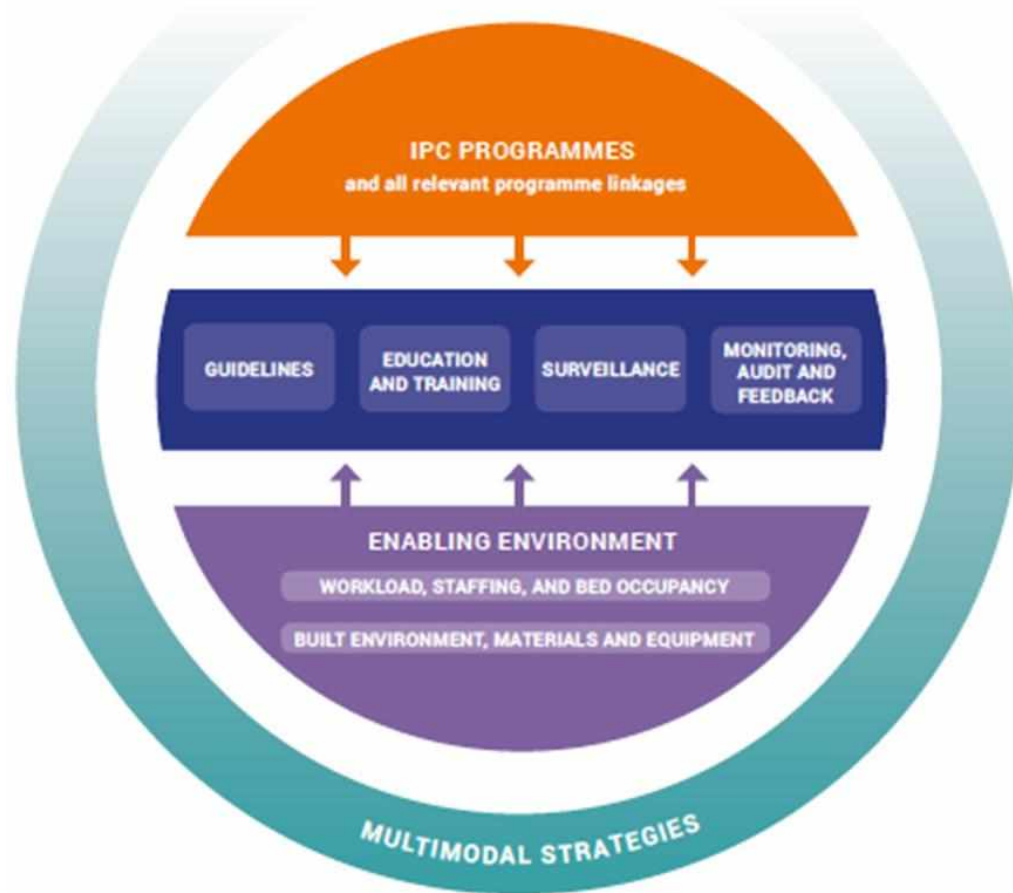 IPC PROGRAMMES
and all relevant programme linkages
GUIDELINES
EDUCATION
AND TRAINING
SURVEILLANCE
MONITORING,
AUDIT AND
FEEDBACK
ENABLING ENVIRONMENT
WORKLOAD, STAFFING, AND BED OCCUPANCY
BUILT ENVIRONMENT, MATERIALS AND EQUIPMENT
MULTIMODAL STRATEGIES